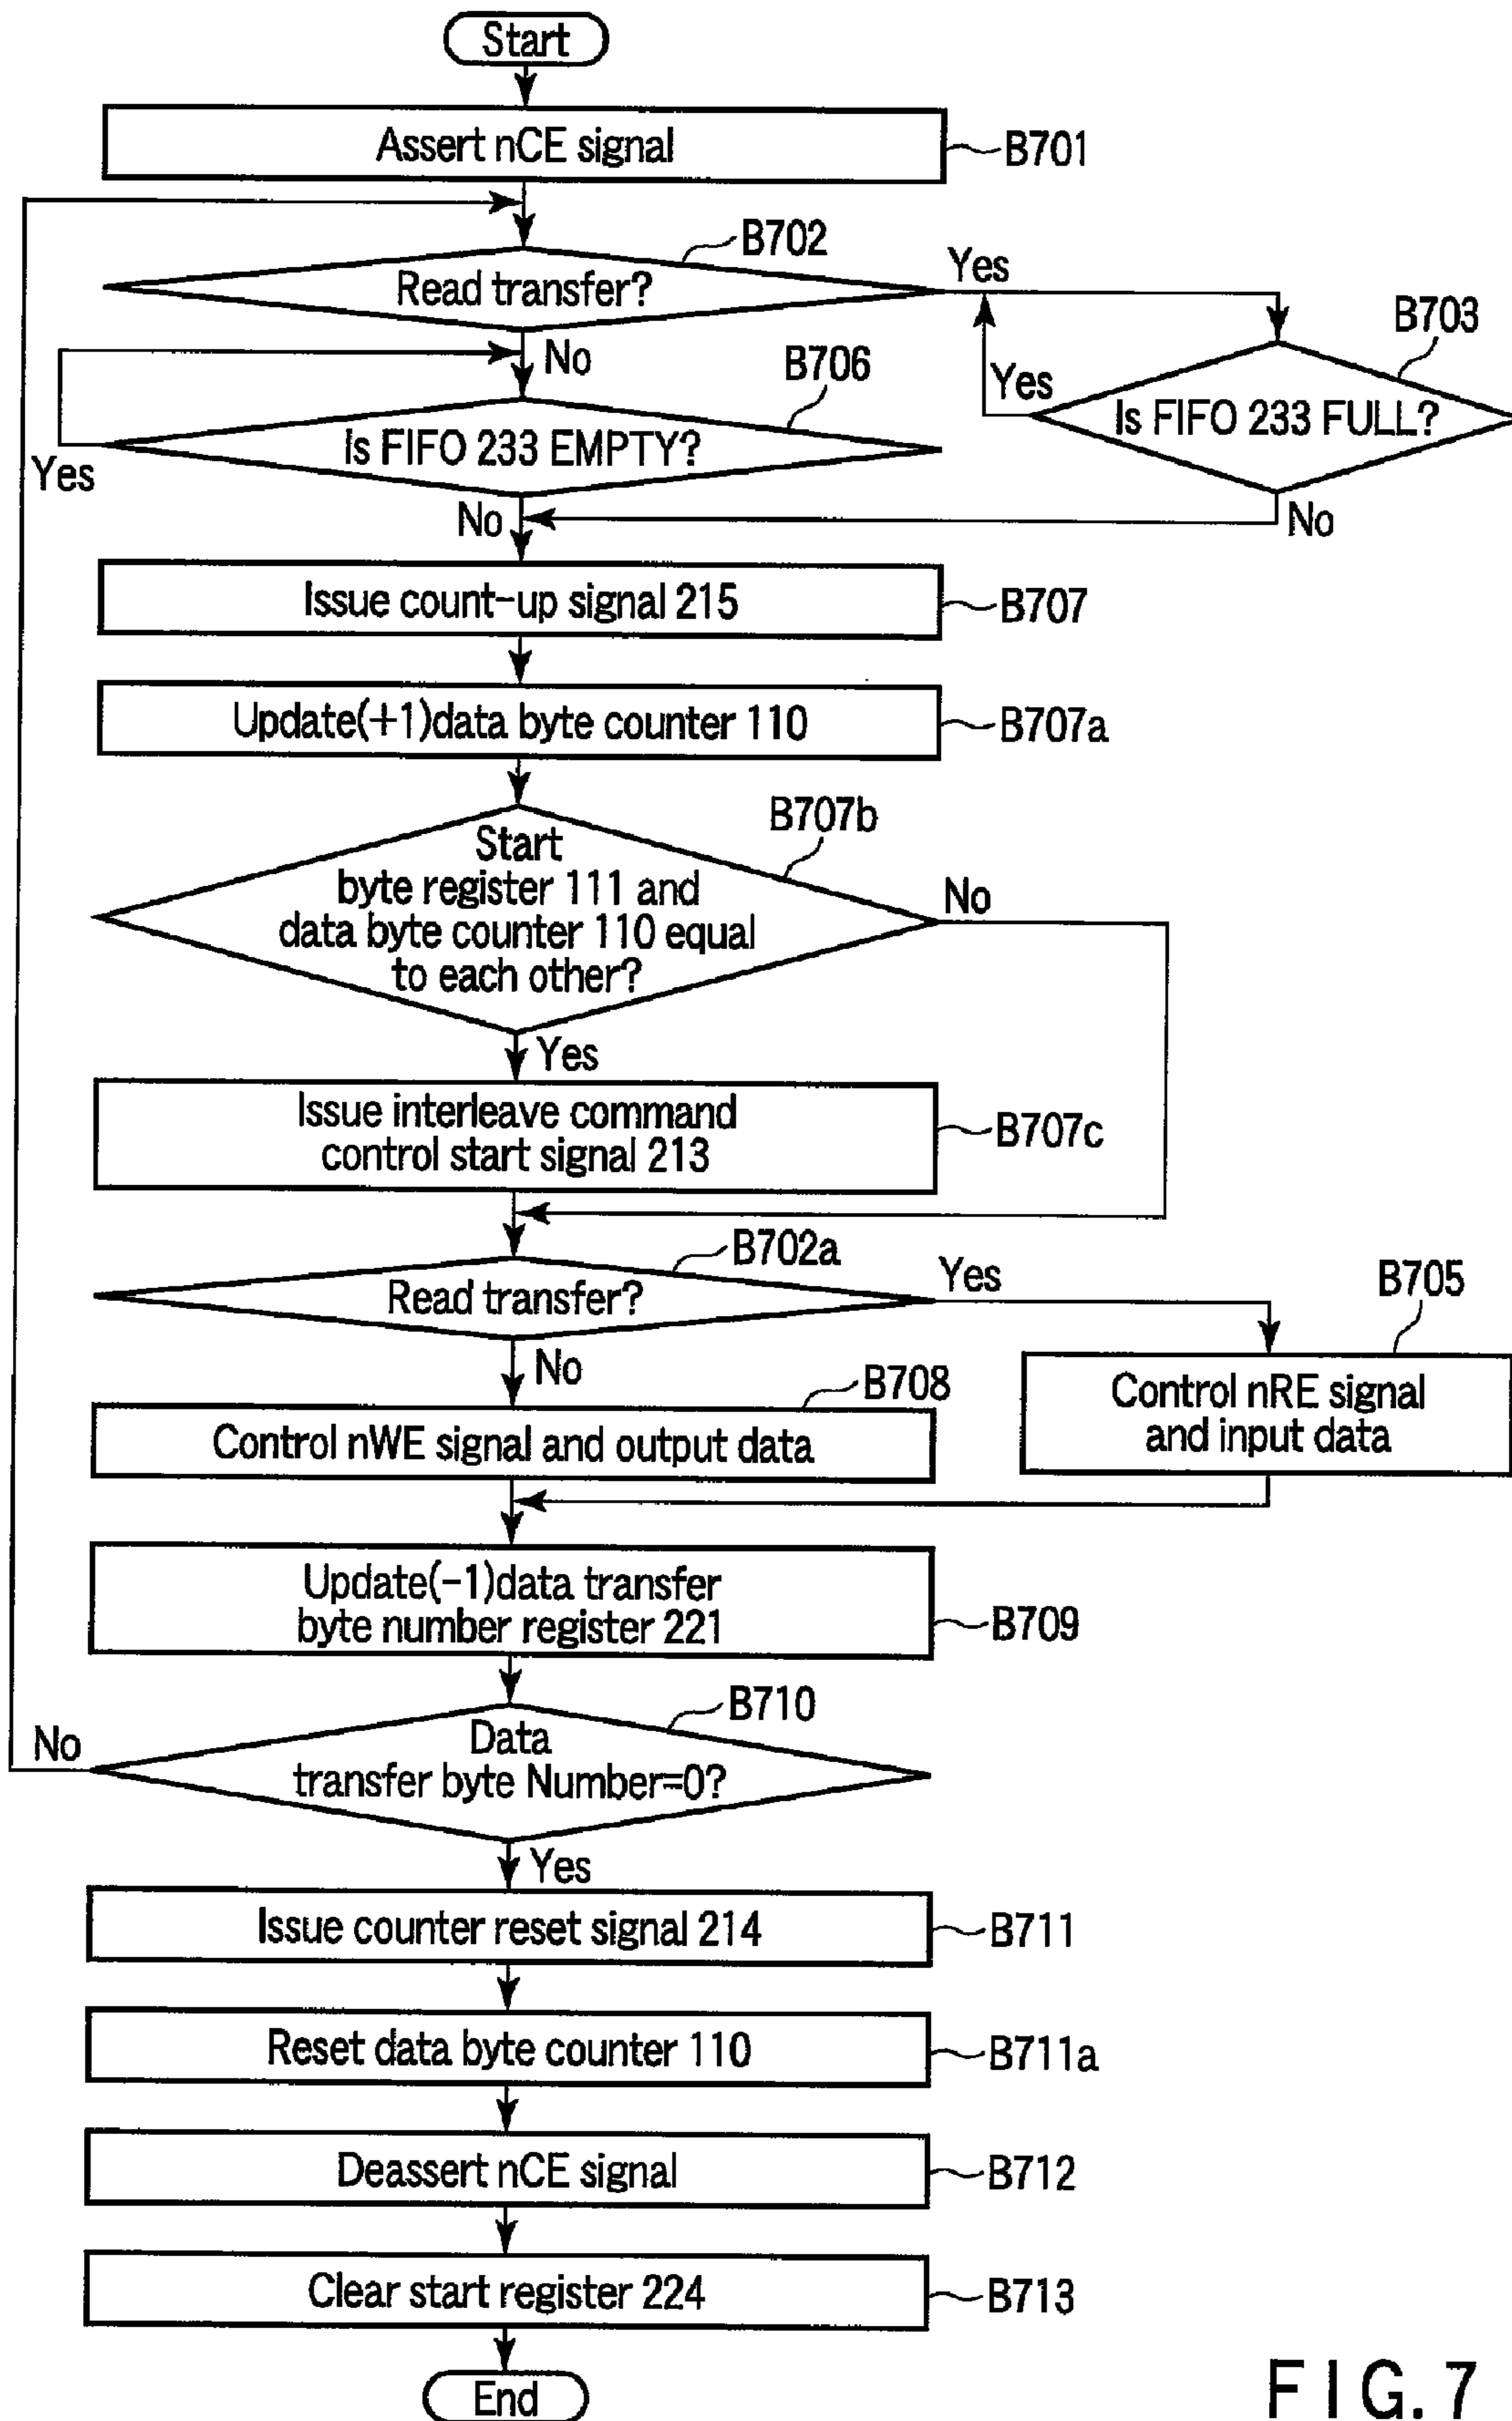 Start
Assert nCE signal
B701
B702
Read transfer?
Yes
B703
No
B706
Yes
Is FIFO 233 FULL?
Is FIFO 233 EMPTY?
Yes
No
No
Issue count-up signal 215
B707
Update(+1)data byte counter 110
B707a
B707b
Start
byte register 111 and
data byte counter 110 equal
to each other?
No
Yes
Issue interleave command
control start signal 213
B707c
B702a
Read transfer?
Yes
B705
No
Control nRE signal
and input data
B708
Control nWE signal and output data
Update(-1)data transfer
byte number register 221
B709
B710
No
Data
transfer byte Number=0?
Yes
Issue counter reset signal 214
B711
Reset data byte counter 110
B711a
Deassert nCE signal
B712
Clear start register 224
B713
End
FIG. 7